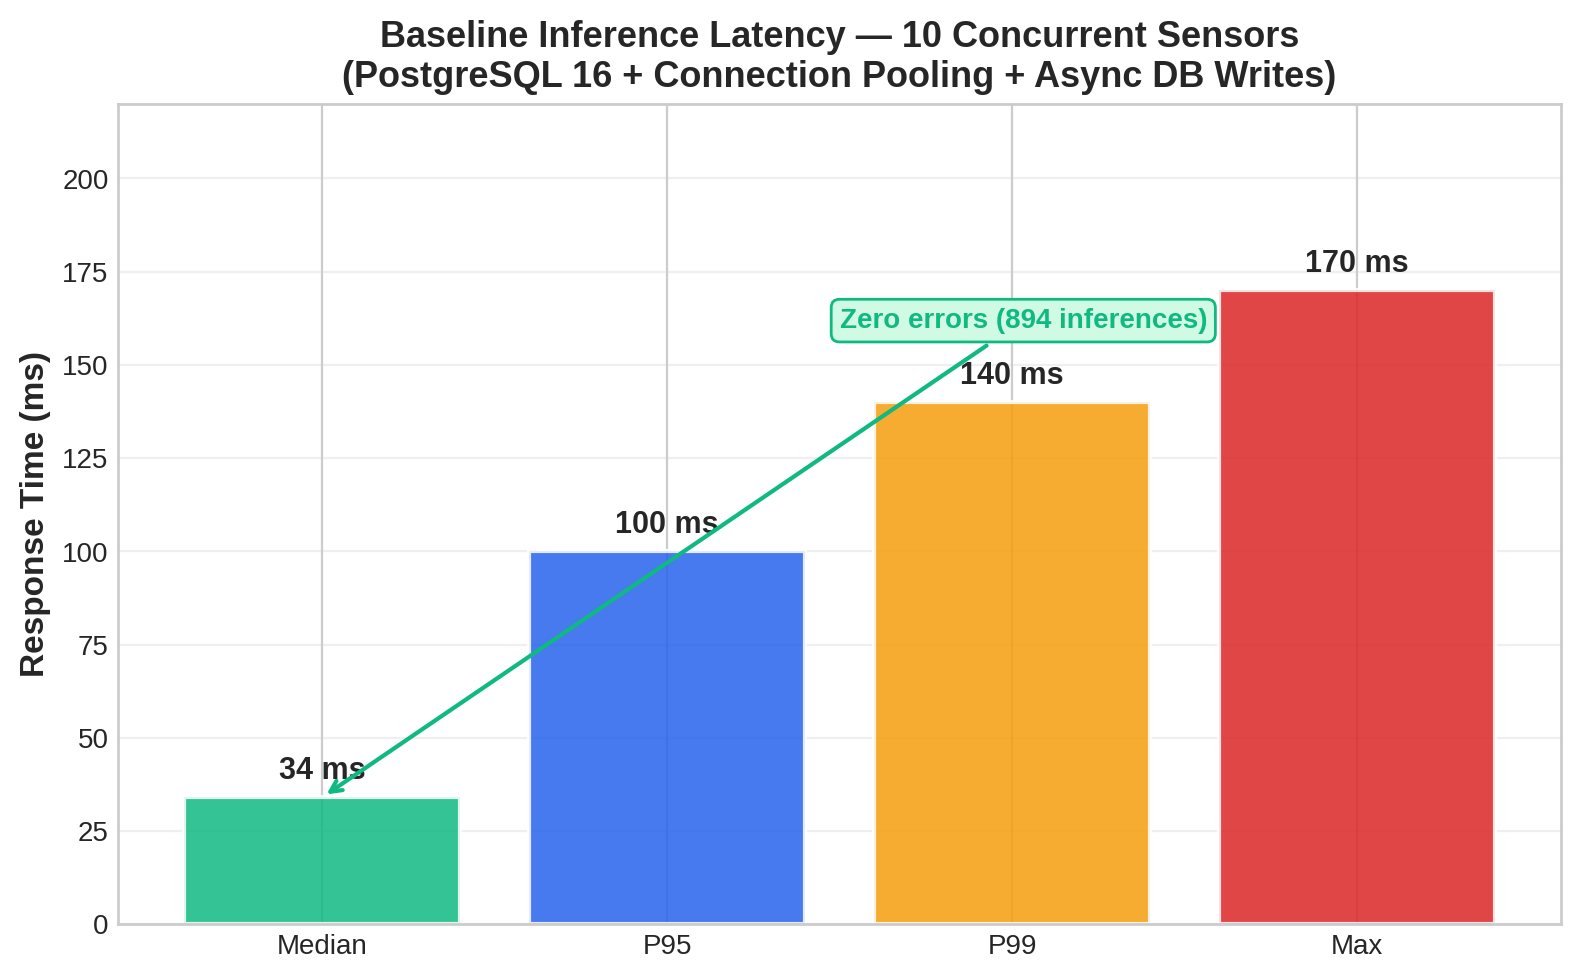 Baseline Inference Latency — 10 Concurrent Sensors
(PostgreSQL 16 + Connection Pooling + Async DB Writes)
Response Time (ms)
200
175
150
125
100
75
50
25
0
170 ms
Zero errors (894 inferences)
140 ms
100 ms
34 ms
Median
P95
P99
Max